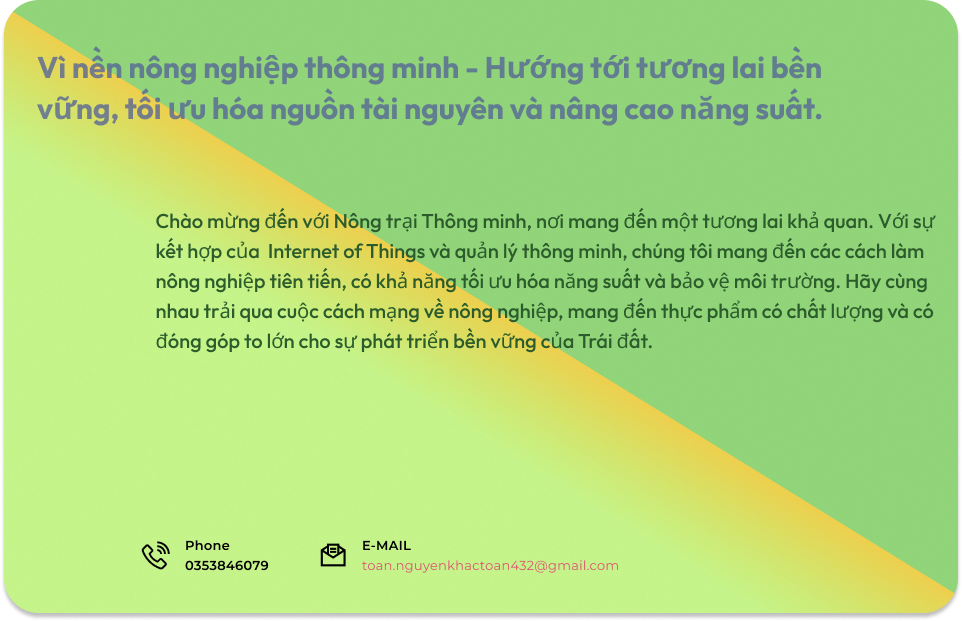 Vì nền nông nghiệp thông minh - Hướng tới tương lai bền
vững, tối ưu hóa nguồn tài nguyên và nâng cao năng suất.
Chào mừng đến với Nông trại Thông minh, nơi mang đến một tương lai khả quan. Với sự
kết hợp của Internet of Things và quản lý thông minh, chúng tôi mang đến các cách làm
nông nghiệp tiên tiến, có khả năng tối ưu hóa năng suất và bảo vệ môi trường. Hãy cùng
nhau trải qua cuộc cách mạng về nông nghiệp, mang đến thực phẩm có chất lượng và có
đóng góp to lớn cho sự phát triển bền vững của Trái đất.
Phone
0353846079
E-MAIL
toan.nguyenkhactoan432@gmail.com